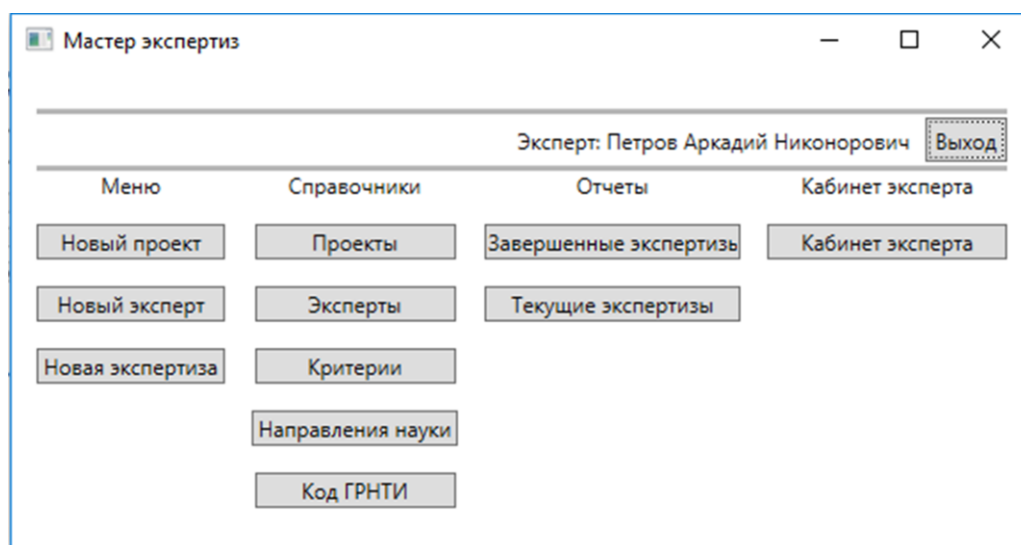 Мастер экспертиз
Эксперт: Петров Аркадий Никонорович Выход
Меню Справочники Отчеты Кабинет эксперта
Новый проект Проекты Завершенные экспертизы Кабинет эксперта
Новый эксперт Эксперты Текущие экспертизы
Новая экспертиза Критерии
Направления науки
Код ГРНТИ